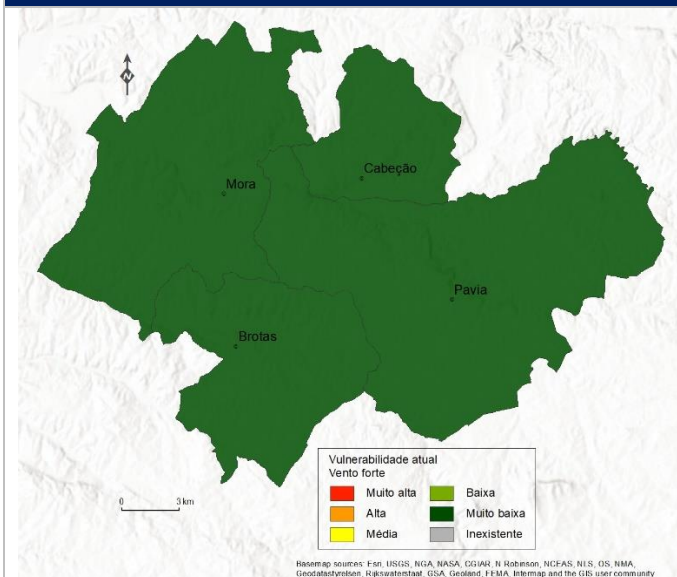 N
Cabeção
Mora
Pavia
Brotas
Vulnerabilidade atual
Vento forte
Muito alta
Baixa
Alta
Muito baixa
Média
Inexistente
0 3 km
Basemap sources: Esri, USGS, NGA, NASA, CGIAR, N Robinson, NCEAS, NLS, OS, NMA,
Geodatastyrelsen, Rijkswaterstaat, GSA, Geoland, FEMA, Intermap and the GIS user community